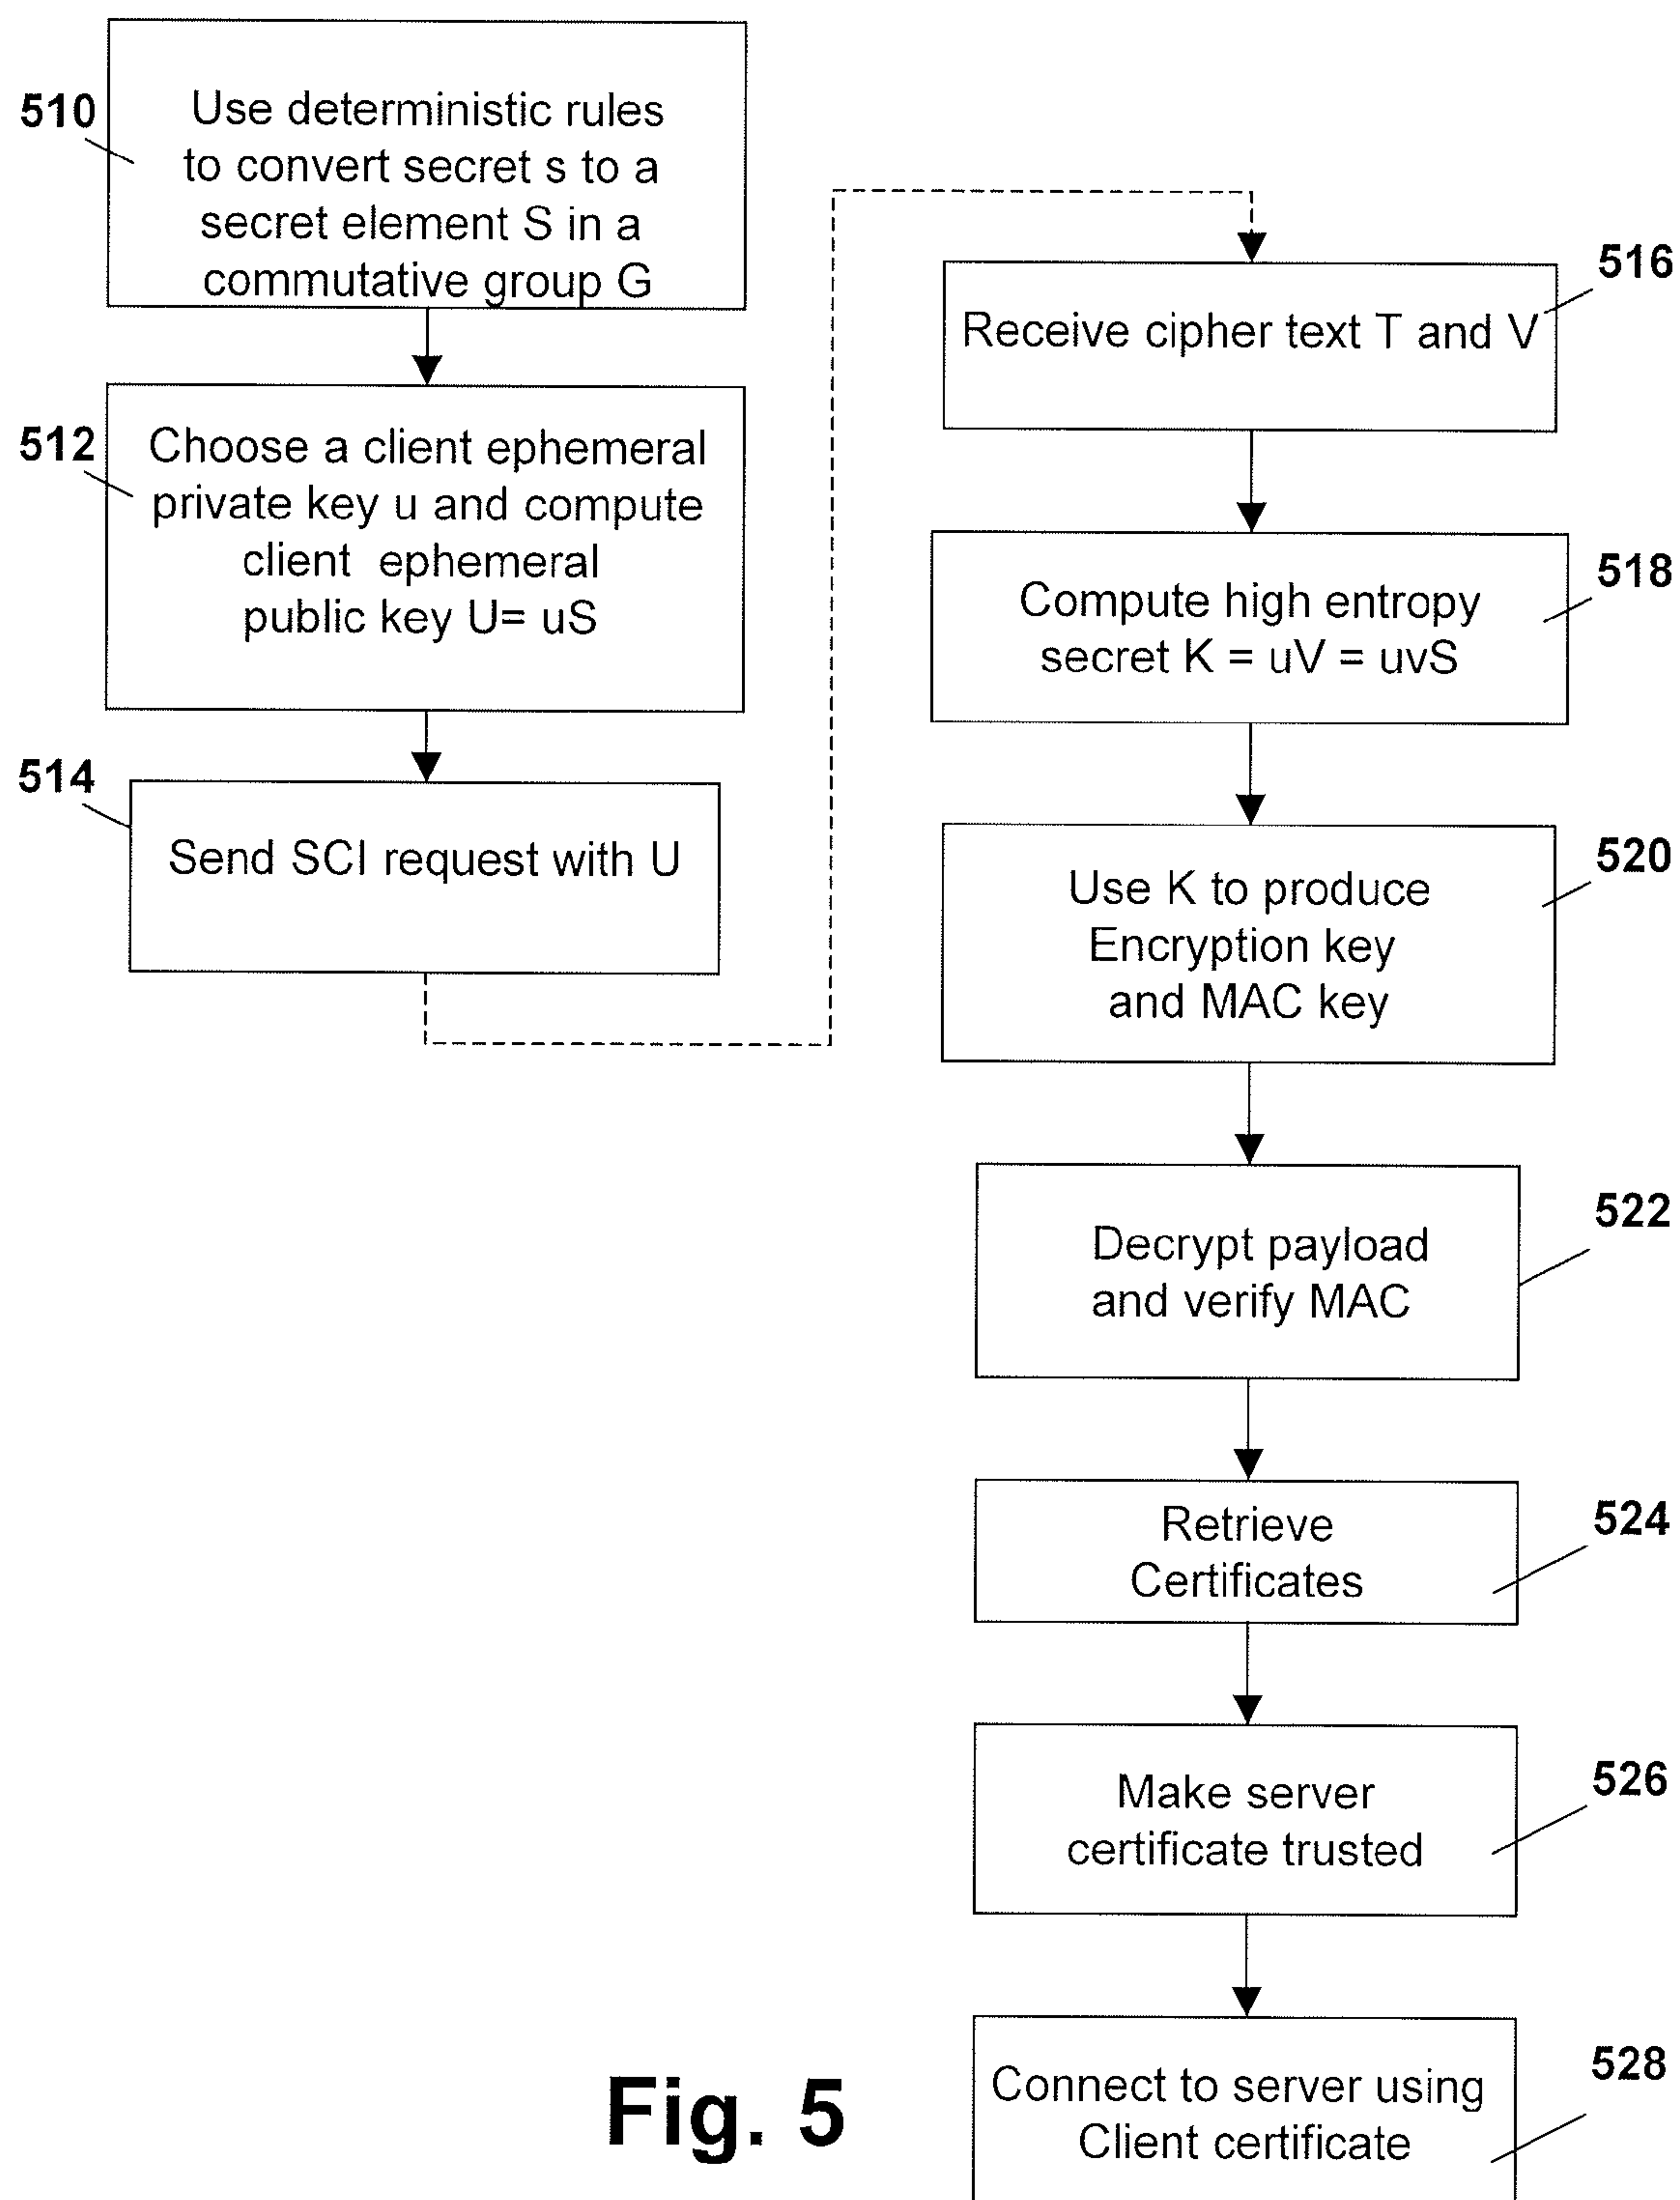 510
Use deterministic rules
to convert secret s to a
secret element S in a
commutative group G
512
Choose a client ephemeral
private key u and compute
client ephemeral
public key U= uS
514
Send SCI request with U
516
Receive cipher text T and V
518
Compute high entropy
secret K = uV = uvS
520
Use K to produce
Encryption key
and MAC key
522
Decrypt payload
and verify MAC
524
Retrieve
Certificates
526
Make server
certificate trusted
528
Connect to server using
Client certificate
Fig. 5